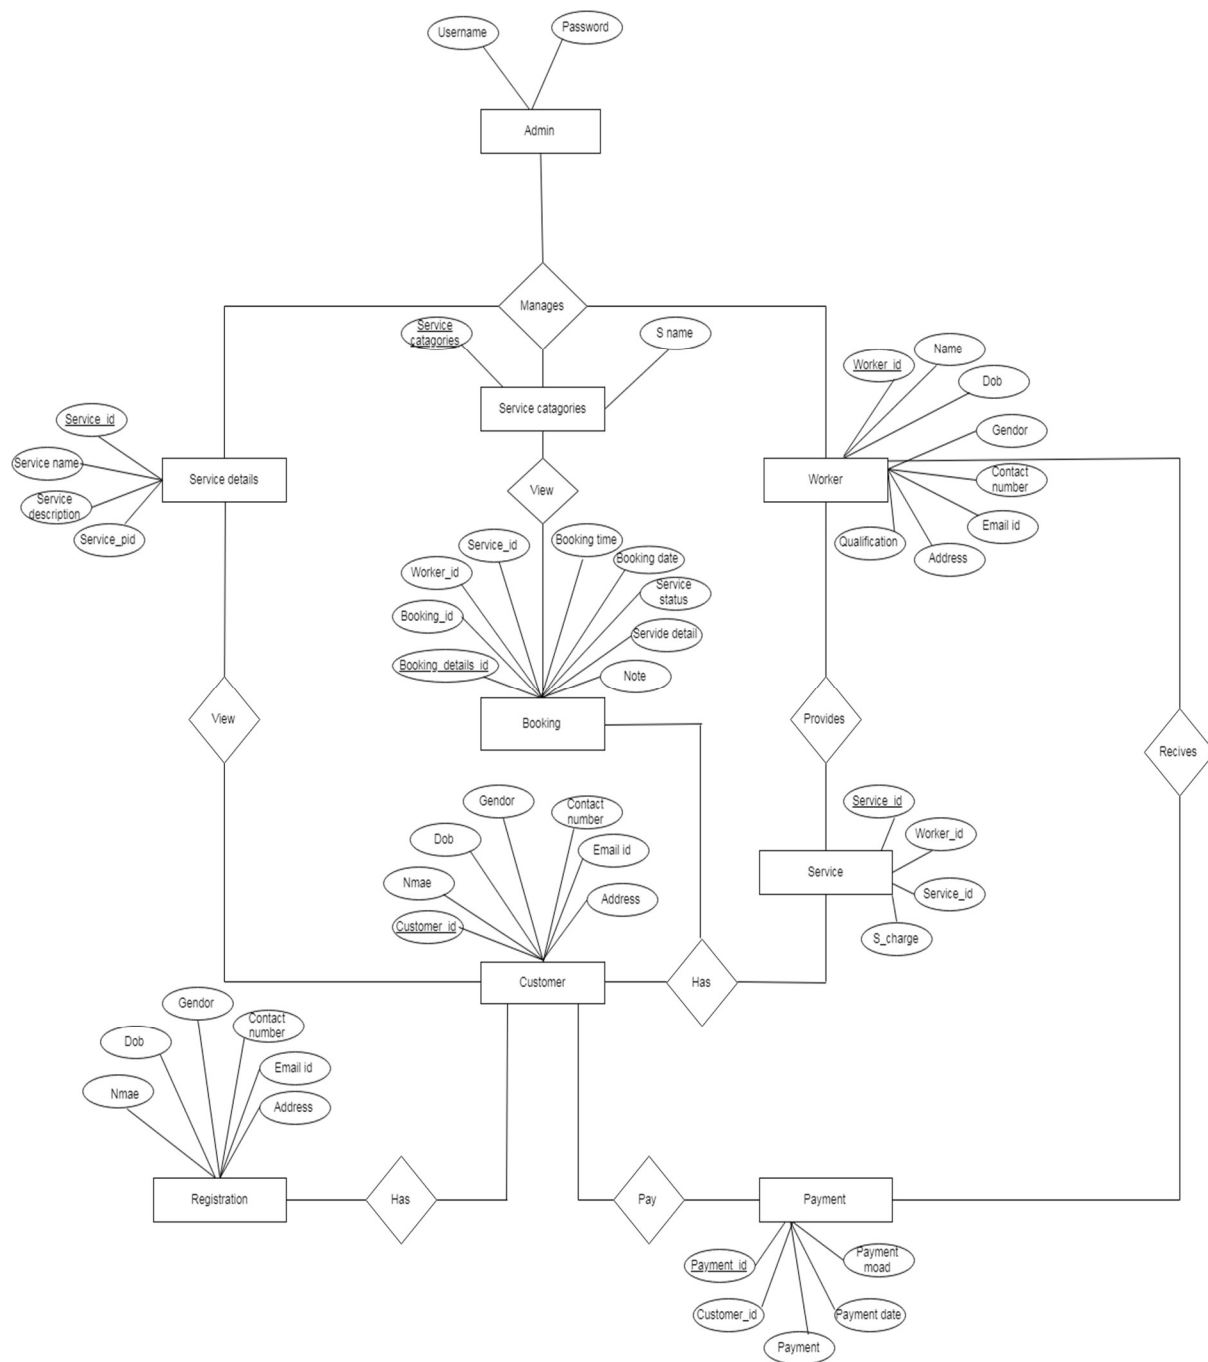 Username
Password
Admin
Manages
Service
catagories
S name
Service catagories
Worker_id
Name
Dob
Gendor
Contact
number
Email id
Address
Qualification
Worker
Service_id
Service name
Service
description
Service_pid
Service details
View
Service_id
Booking time
Worker_id
Booking date
Booking_id
Service
status
Servide detail
Booking_details_id
Note
Booking
View
Provides
Recives
Service_id
Worker_id
Service_id
S_charge
Service
Gendor
Contact
number
Dob
Email id
Nmae
Address
Customer_id
Customer
Has
Gendor
Contact
number
Dob
Email id
Nmae
Address
Registration
Has
Pay
Payment
Payment_id
Payment
moad
Customer_id
Payment date
Payment